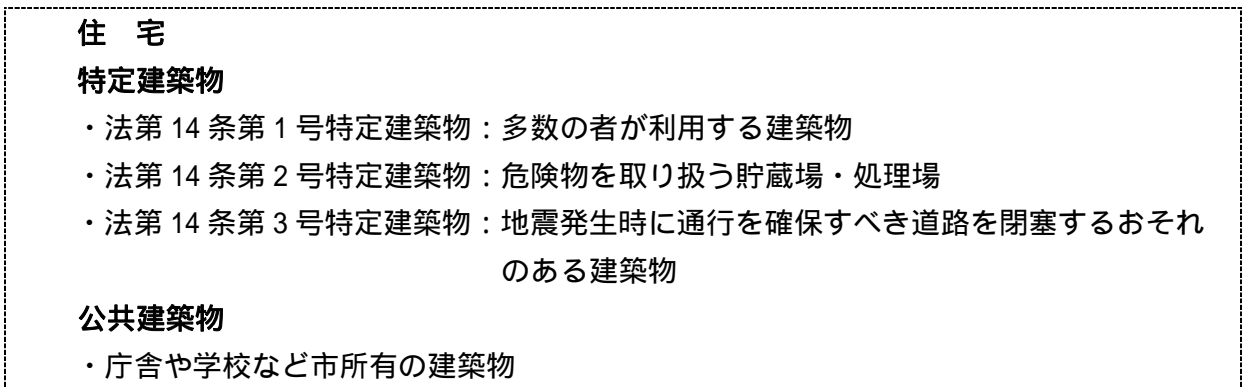 住　宅
特定建築物
・法第 14 条第 1 号特定建築物：多数の者が利用する建築物
・法第 14 条第 2 号特定建築物：危険物を取り扱う貯蔵場・処理場
・法第 14 条第 3 号特定建築物：地震発生時に通行を確保すべき道路を閉塞するおそれ
のある建築物
公共建築物
・庁舎や学校など市所有の建築物